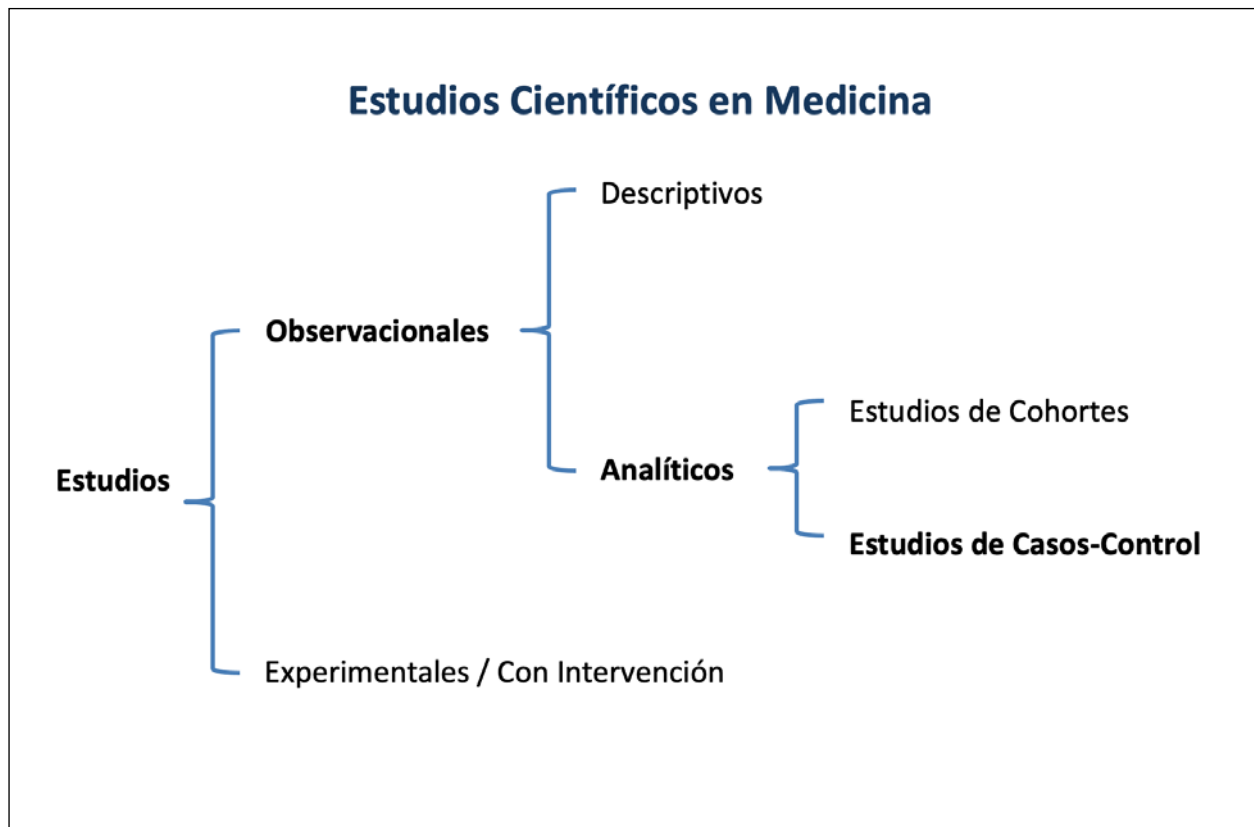 Estudios Científicos en Medicina
Descriptivos
Observacionales
Estudios de Cohortes
Analíticos
Estudios
Estudios de Casos-Control
Experimentales / Con Intervención